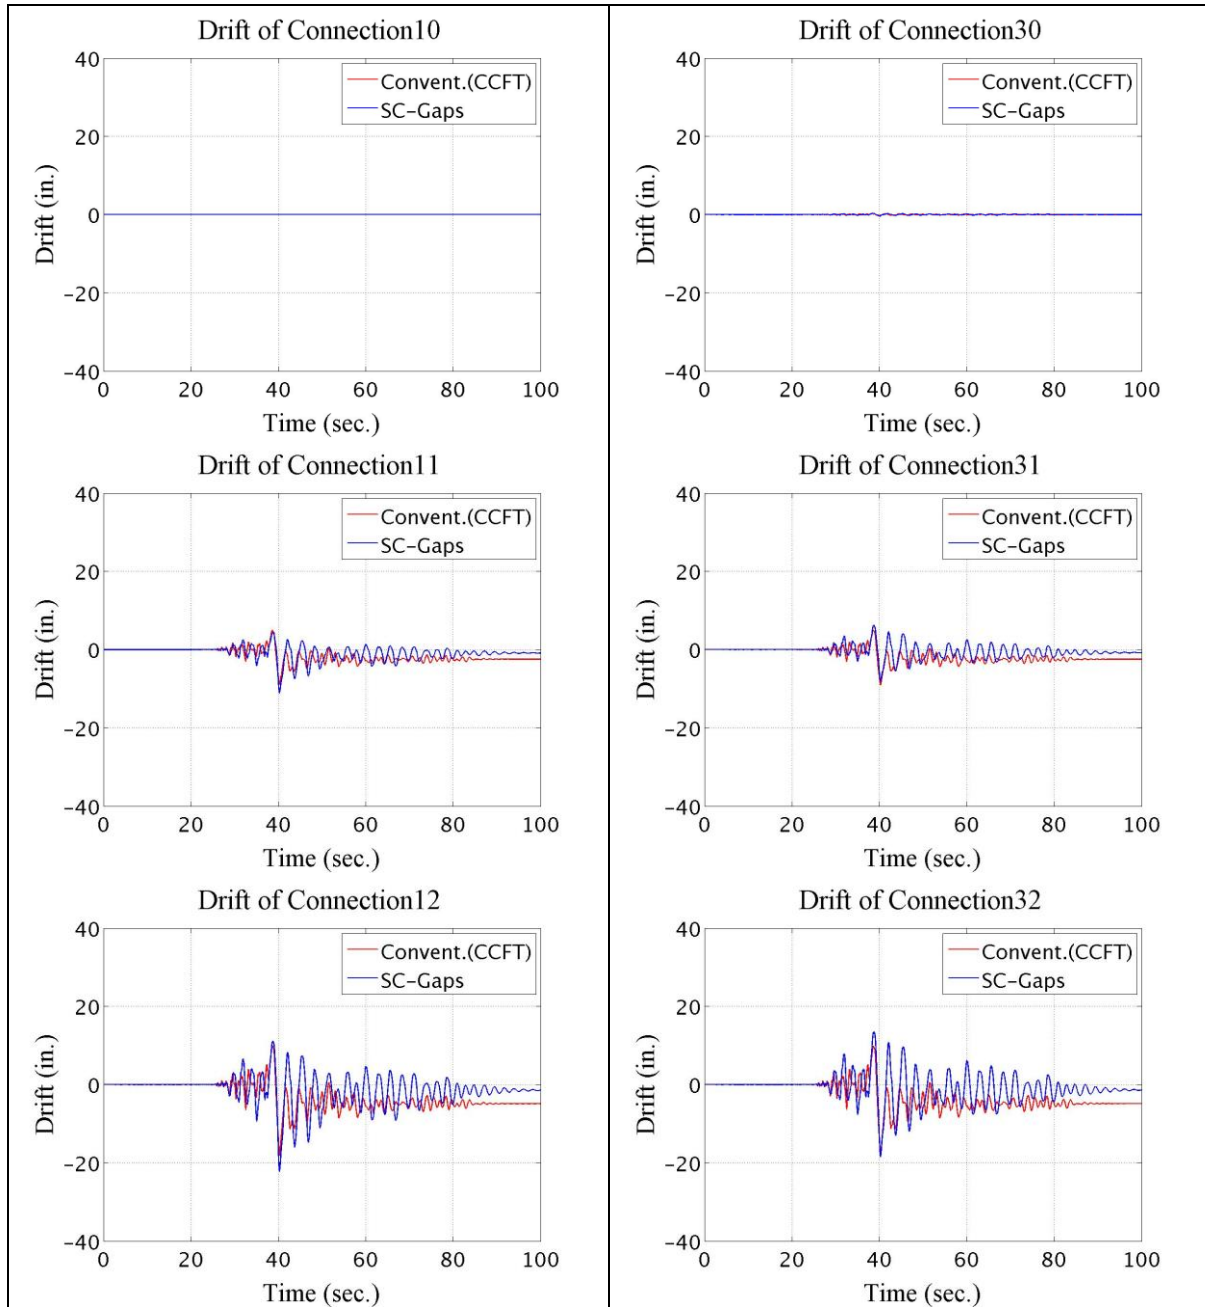 Drift of Connection10
Convent.(CCFT)
SC-Gaps
Drift (in.)
40
20
0
-20
-40
0 20 40 60 80 100
Time (sec.)
Drift of Connection30
Convent.(CCFT)
SC-Gaps
Drift (in.)
40
20
0
-20
-40
0 20 40 60 80 100
Time (sec.)
Drift of Connection11
Convent.(CCFT)
SC-Gaps
Drift (in.)
40
20
0
-20
-40
0 20 40 60 80 100
Time (sec.)
Drift of Connection31
Convent.(CCFT)
SC-Gaps
Drift (in.)
40
20
0
-20
-40
0 20 40 60 80 100
Time (sec.)
Drift of Connection12
Convent.(CCFT)
SC-Gaps
Drift (in.)
40
20
0
-20
-40
0 20 40 60 80 100
Time (sec.)
Drift of Connection32
Convent.(CCFT)
SC-Gaps
Drift (in.)
40
20
0
-20
-40
0 20 40 60 80 100
Time (sec.)